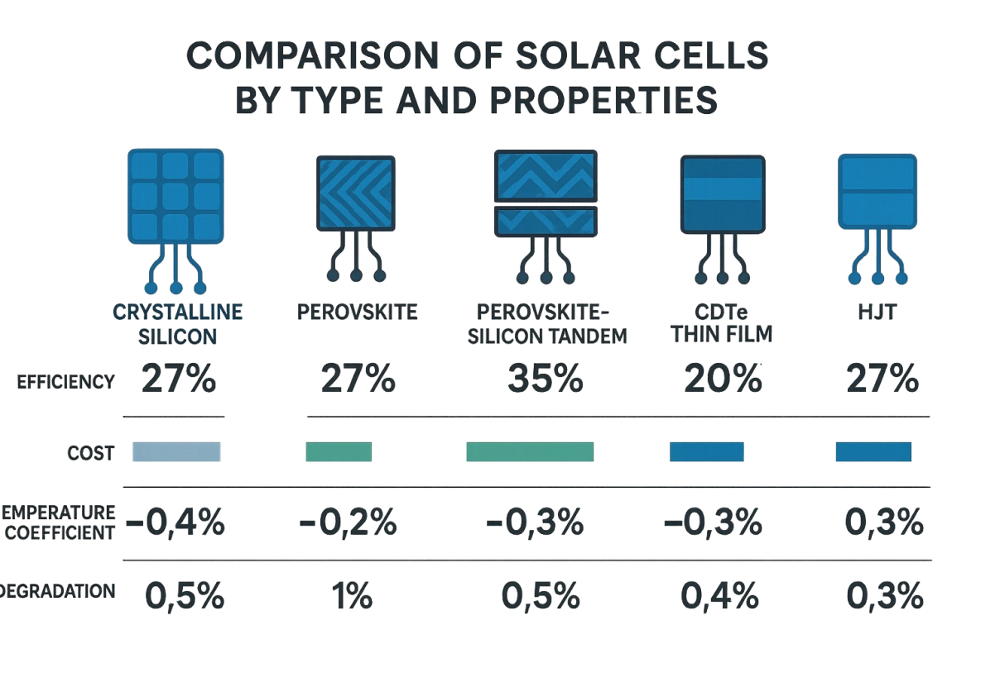 COMPARISON OF SOLAR CELLS
BY TYPE AND PROPERTIES
CRYSTALLINE
SILICON
PEROVSKITE
PEROVSKITE-
SILICON TANDEM
CDTe
THIN FILM
HJT
EFFICIENCY 27% 27% 35% 20% 27%
COST
EMPERATURE
COEFFICIENT
-0,4% -0,2% -0,3% -0,3% 0,3%
DEGRADATION 0,5% 1% 0,5% 0,4% 0,3%